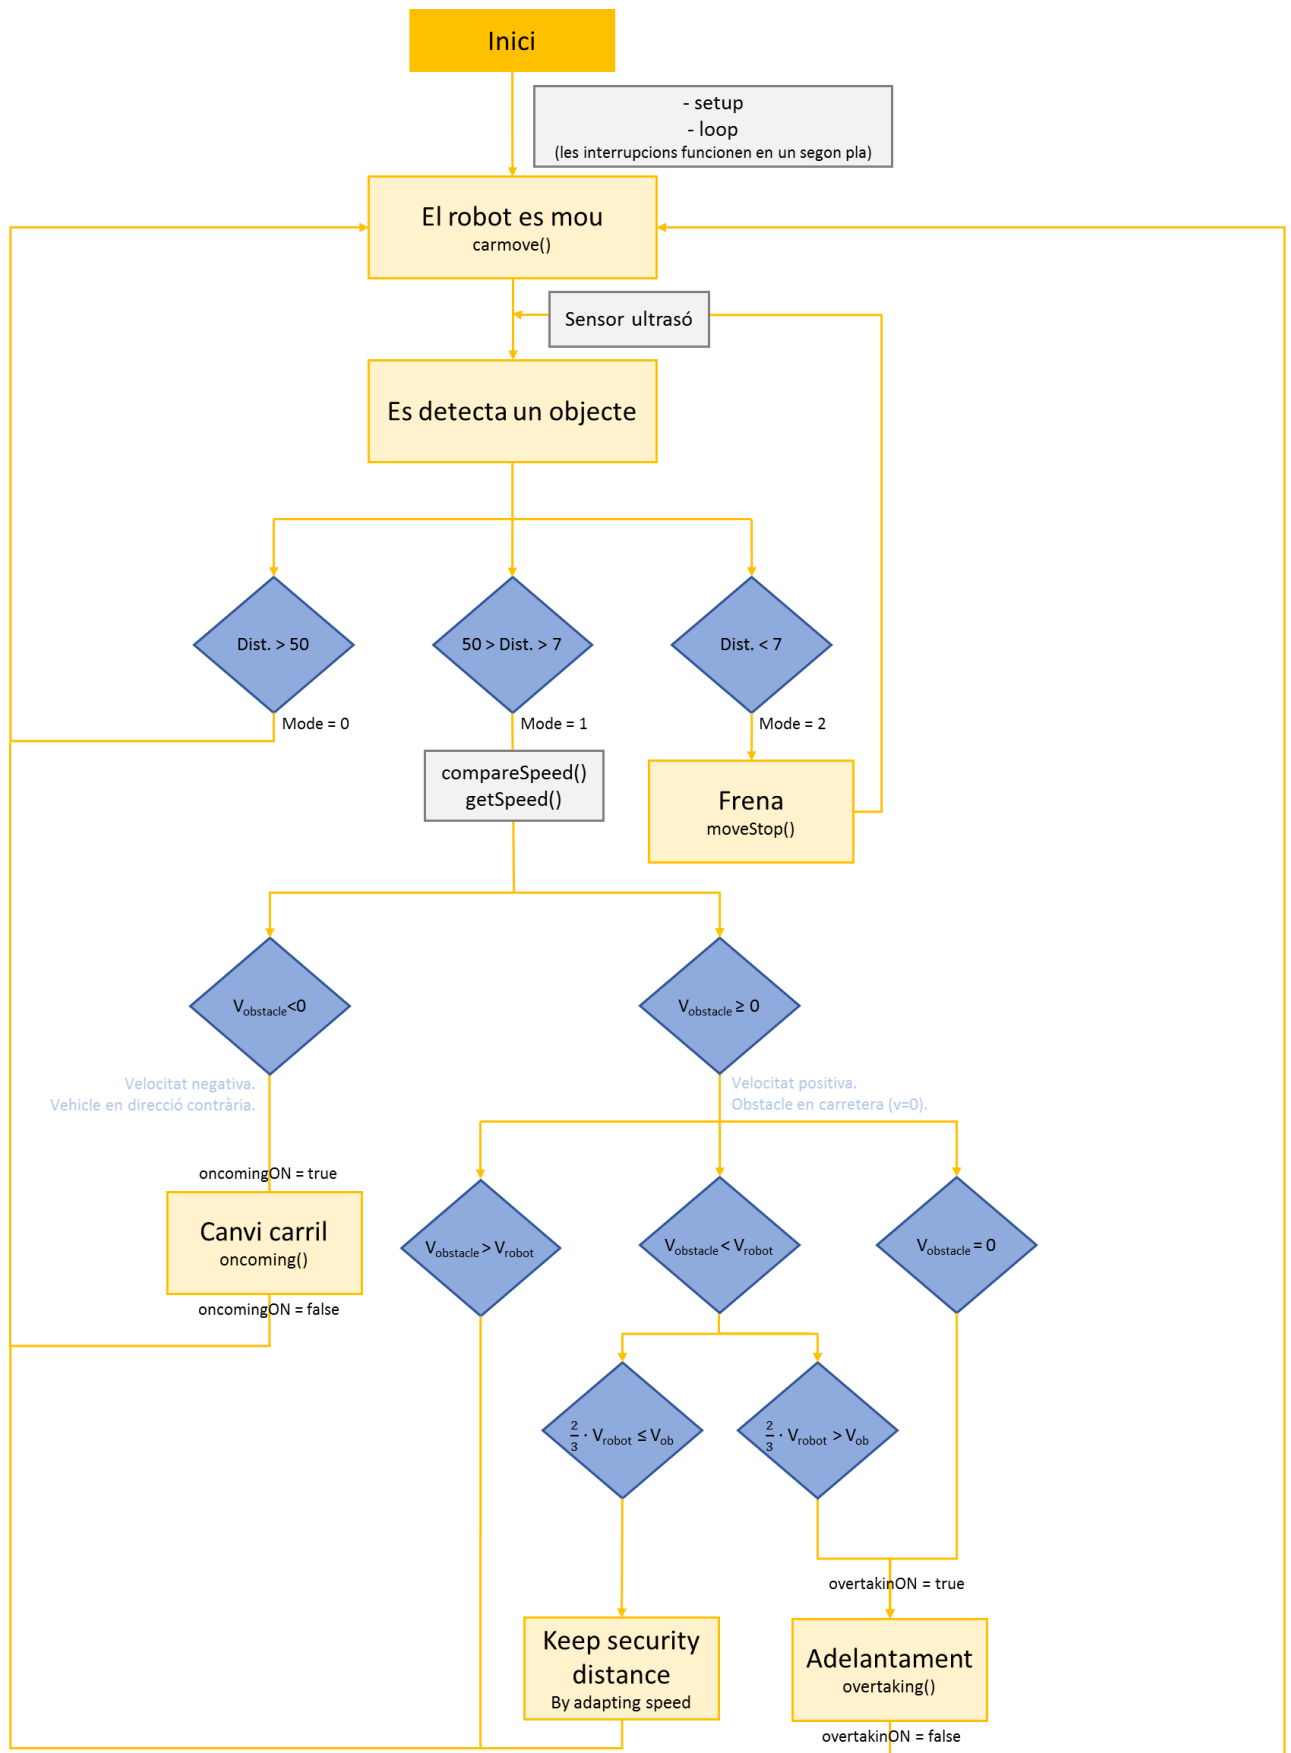 Inici
- setup
- loop
(les interrupcions funcionen en un segon pla)
El robot es mou
carmove()
Sensor ultrasó
Es detecta un objecte
Dist. > 50
50 > Dist. > 7
Dist. < 7
Mode = 0
Mode = 1
Mode = 2
compareSpeed()
getSpeed()
Frena
moveStop()
Vobstacle<0
Vobstacle ≥ 0
Velocitat negativa.
Vehicle en direcció contrària.
Velocitat positiva.
Obstacle en carretera (v=0).
oncomingON = true
Canvi carril
oncoming()
oncomingON = false
Vobstacle > Vrobot
Vobstacle < Vrobot
Vobstacle = 0
2/3 · Vrobot ≤ Vob
2/3 · Vrobot > Vob
overtakinON = true
Keep security
distance
By adapting speed
Adelantament
overtaking()
overtakinON = false